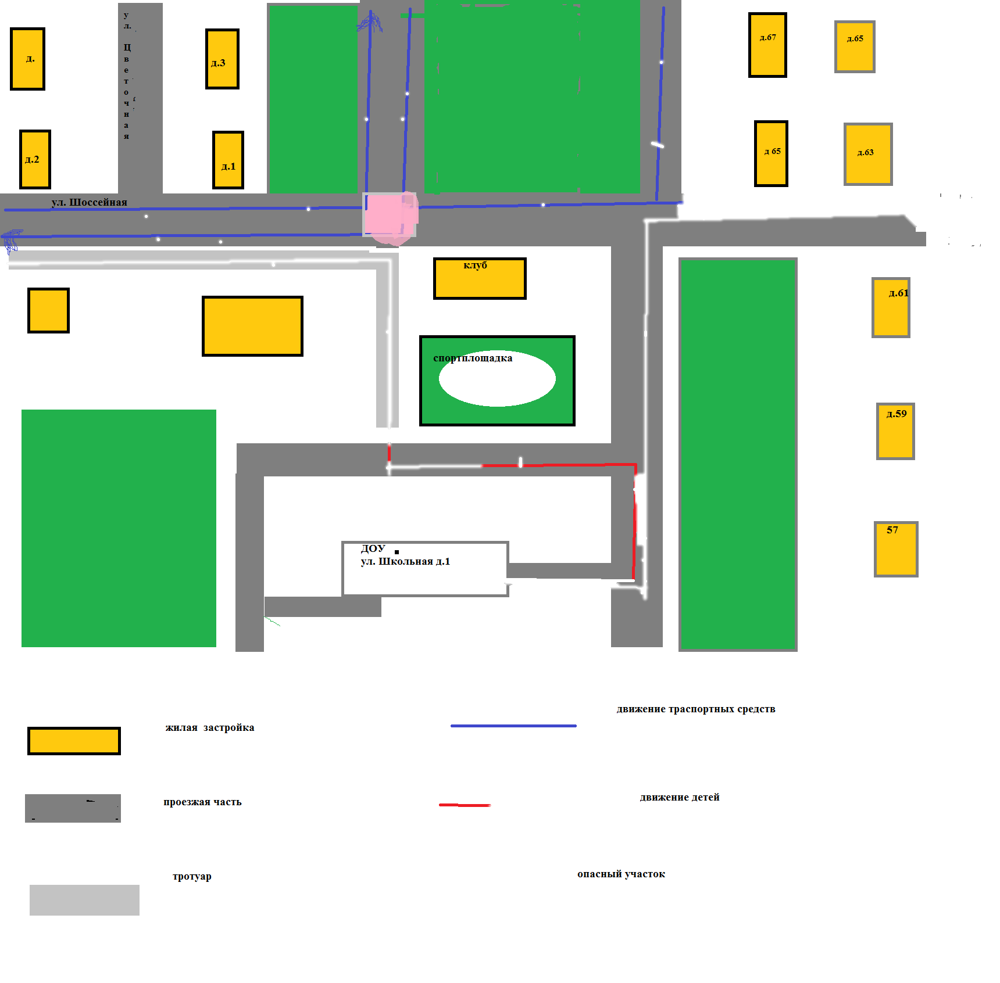 ул. Цветочная
д.
д.3
д.67
д.65
д.2
д.1
д 65
д.63
ул. Шоссейная
клуб
д.61
спортплощадка
д.59
57
ДОУ
ул. Школьная д.1
движение траспортных средств
жилая застройка
движение детей
проезжая часть
опасный участок
тротуар